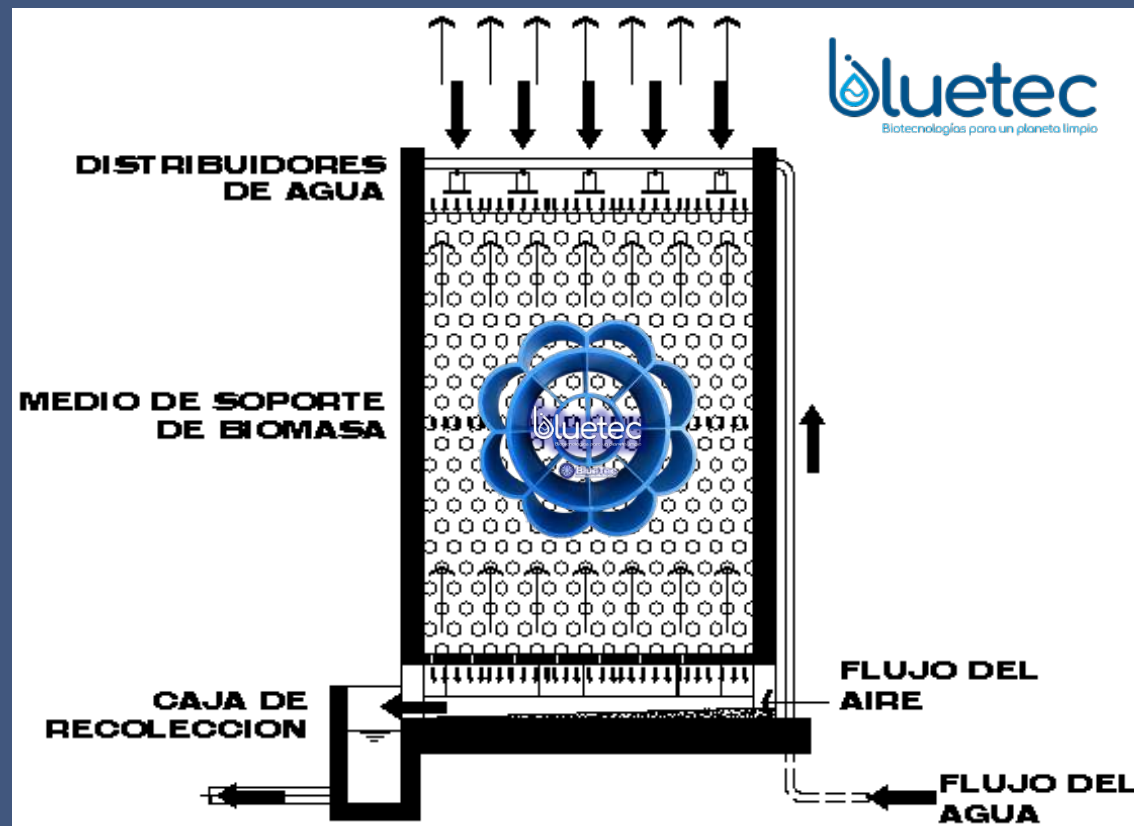 bluetec
Biotecnologías para un planeta limpio
DISTRIBUIDORES
DE AGUA
MEDIO DE SOPORTE
DE BIOMASA
bluetec
BlueTec
FLUJO DEL
AIRE
CAJA DE
RECOLECCION
FLUJO DEL
AGUA